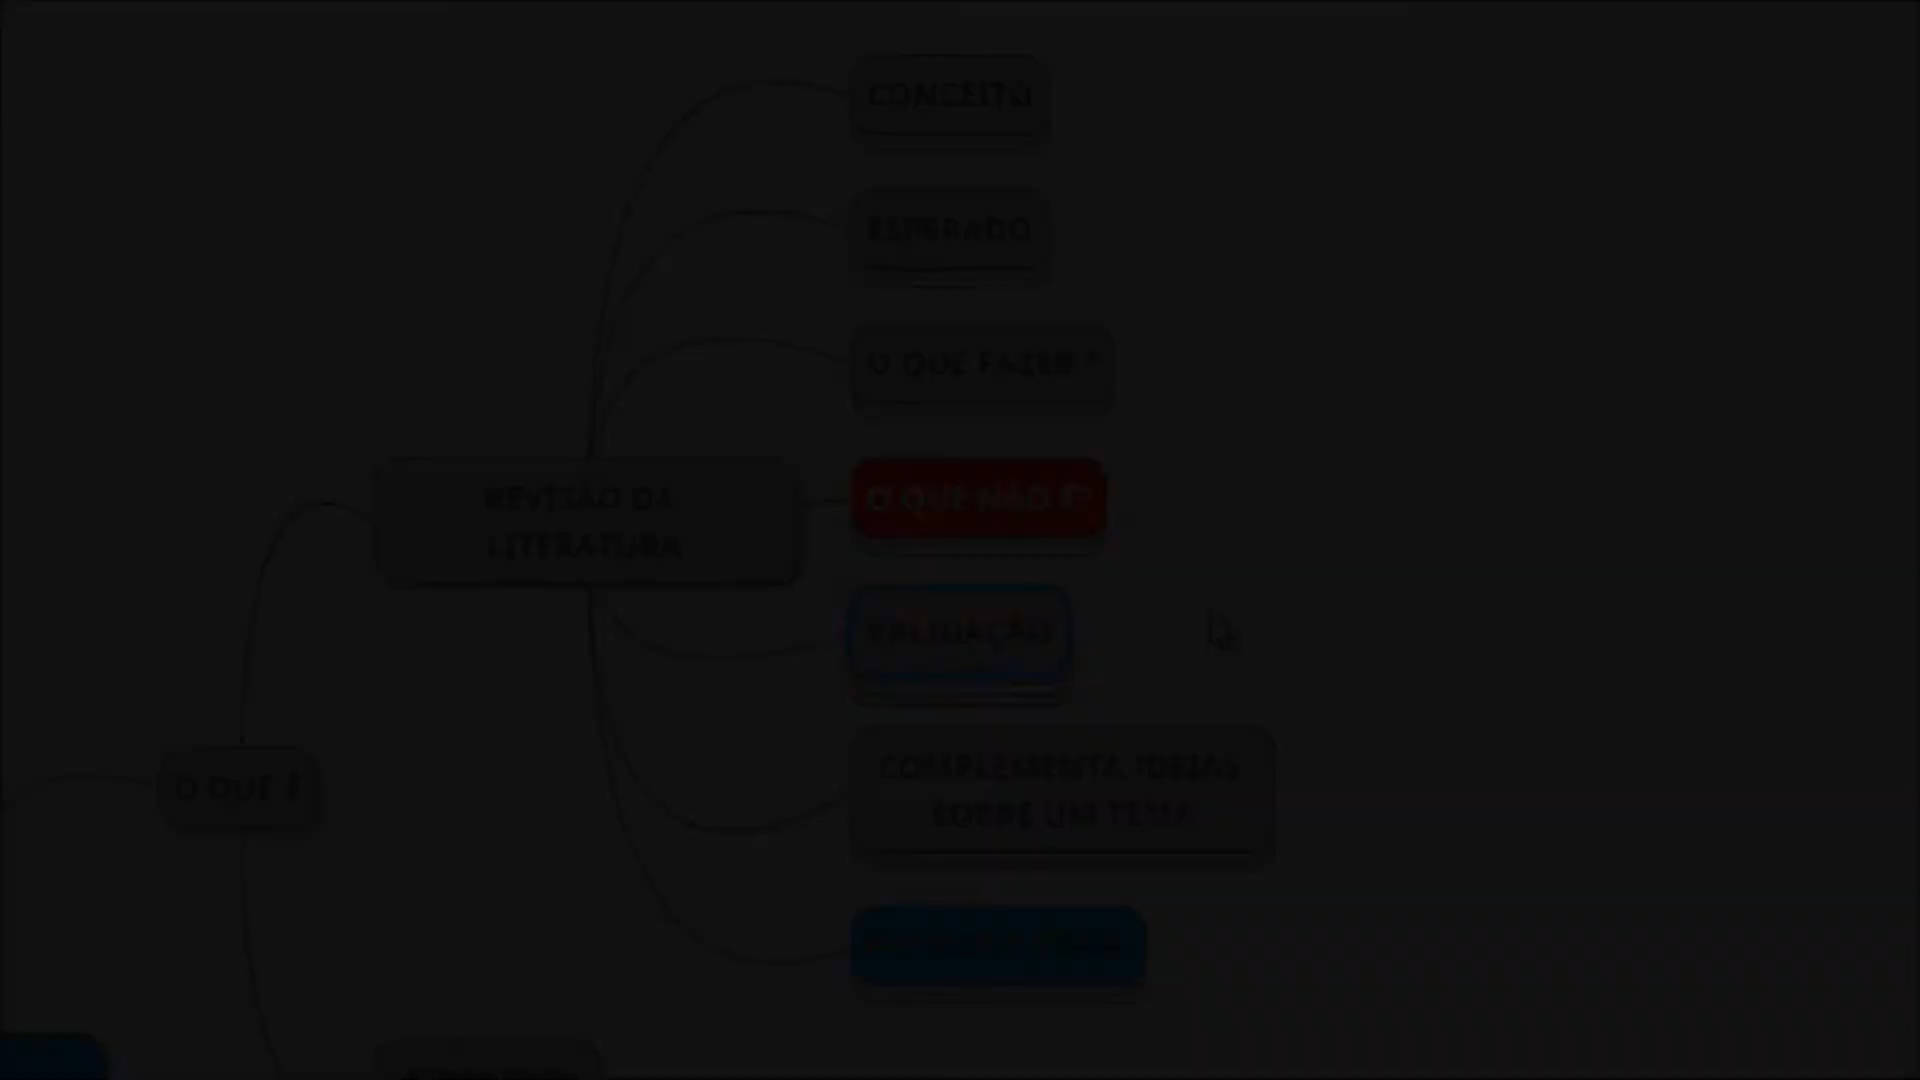 CONCEITO
ESPERADO
O QUE FAZER ?
REVISÃO DA
LITERATURA
O QUE NÃO É?
VALIDAÇÃO
COMPLEMENTA IDEIAS
SOBRE UM TEMA
O QUE É